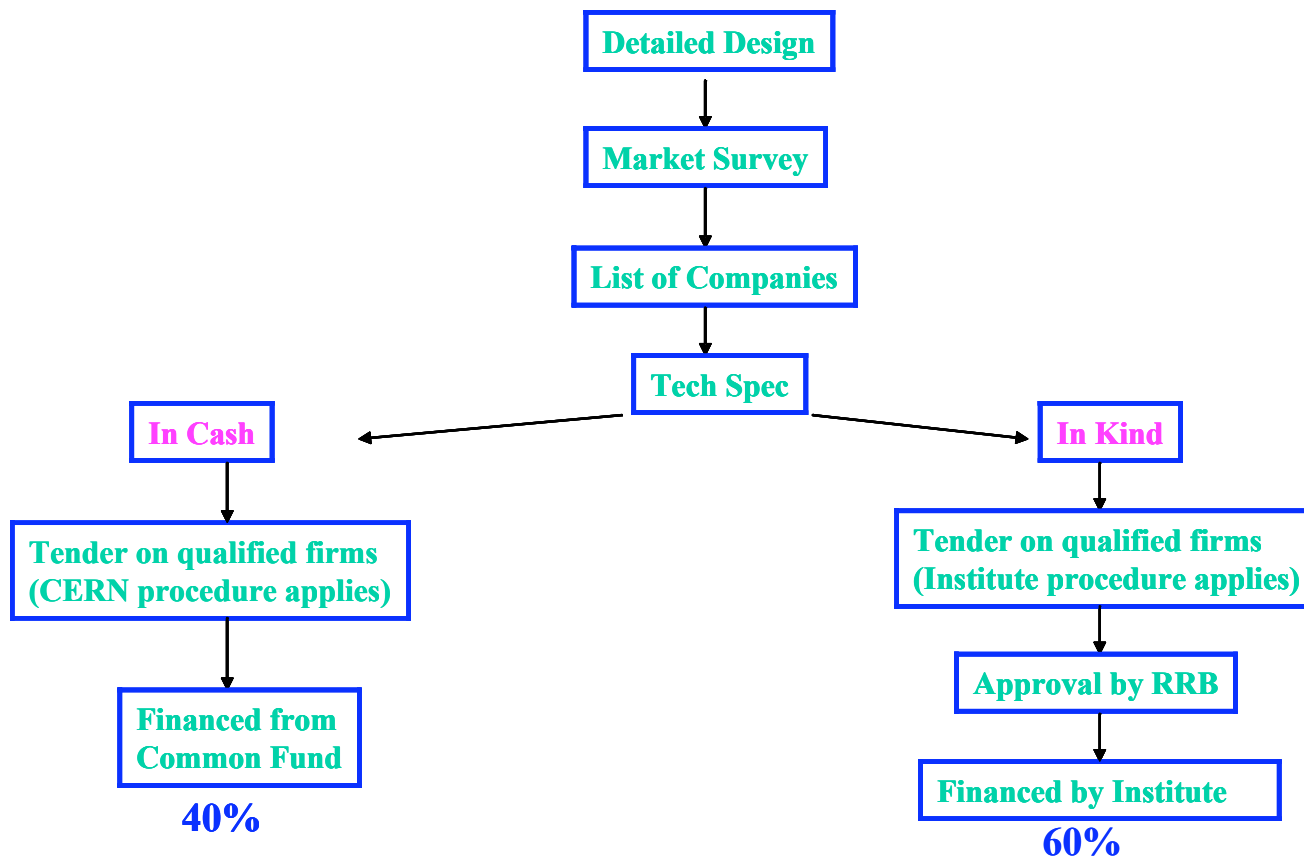 Detailed Design
Market Survey
List of Companies
Tech Spec
In Cash
In Kind
Tender on qualified firms
(CERN procedure applies)
Tender on qualified firms
(Institute procedure applies)
Approval by RRB
Financed from
Common Fund
Financed by Institute
40%
60%